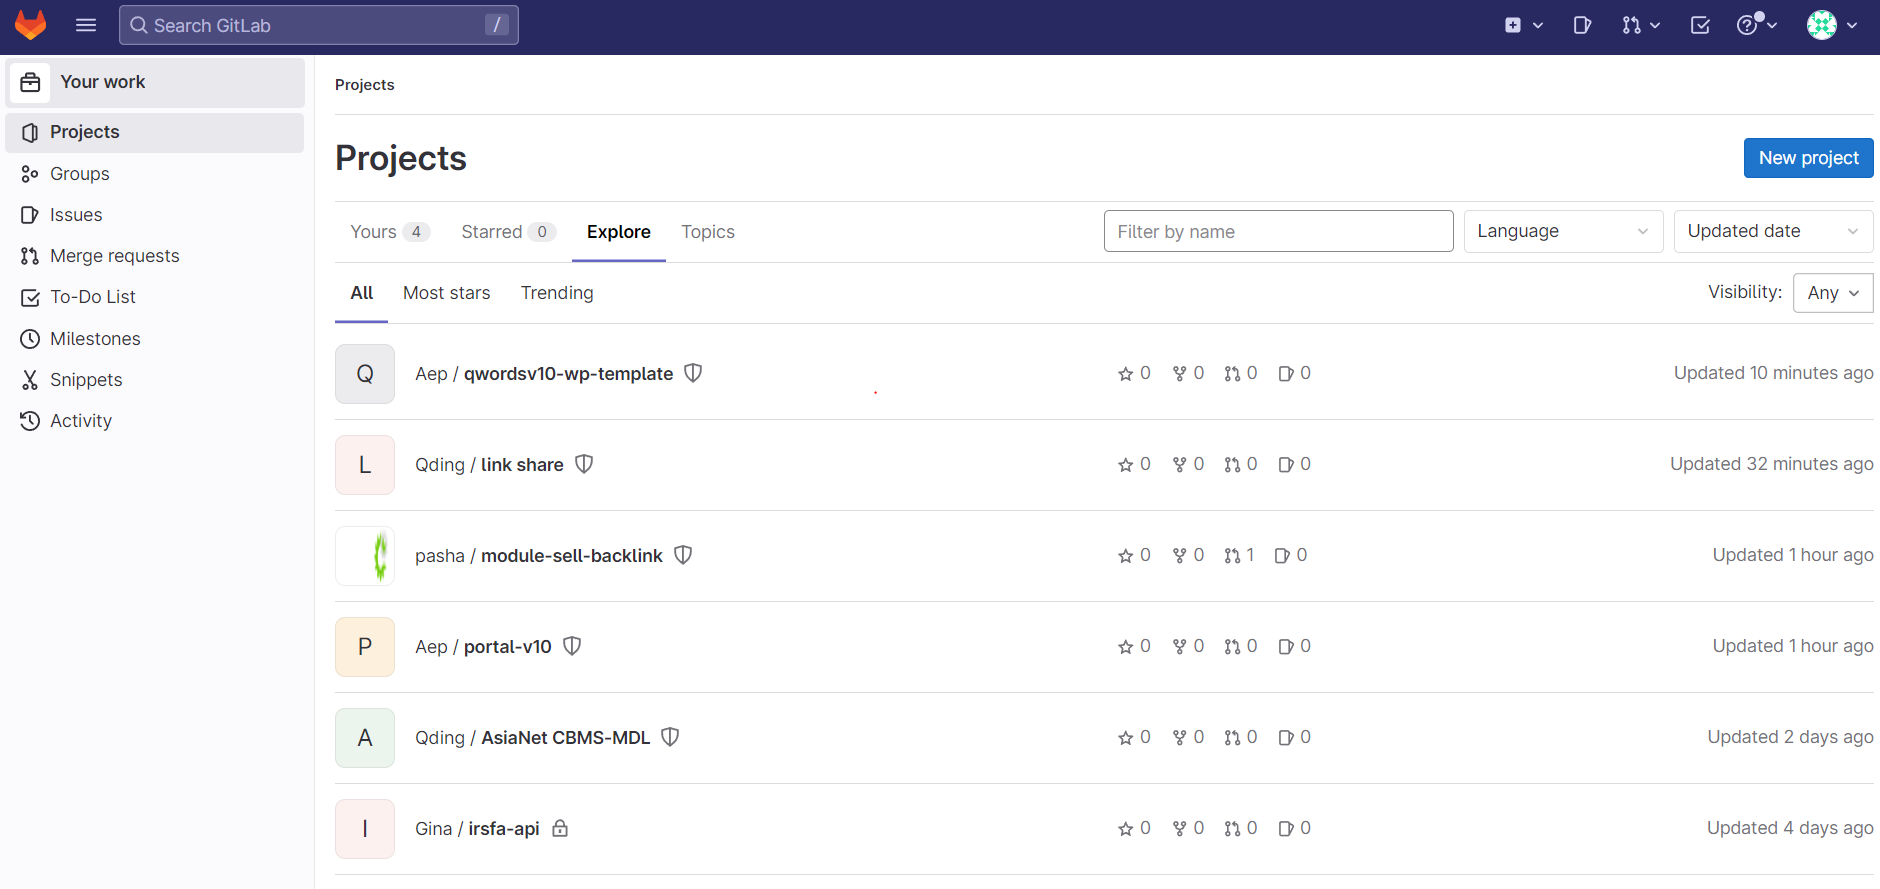 Search GitLab /
Your work
Projects
Groups
Issues
Merge requests
To-Do List
Milestones
Snippets
Activity
Projects
Projects
New project
Yours 4 Starred 0 Explore Topics
Filter by name Language Updated date
All Most stars Trending
Visibility: Any
Q Aep / qwordsv10-wp-template 0 0 0 0 Updated 10 minutes ago
L Qding / link share 0 0 0 0 Updated 32 minutes ago
pasha / module-sell-backlink 0 0 1 0 Updated 1 hour ago
P Aep / portal-v10 0 0 0 0 Updated 1 hour ago
A Qding / AsiaNet CBMS-MDL 0 0 0 0 Updated 2 days ago
I Gina / irsfa-api 0 0 0 0 Updated 4 days ago